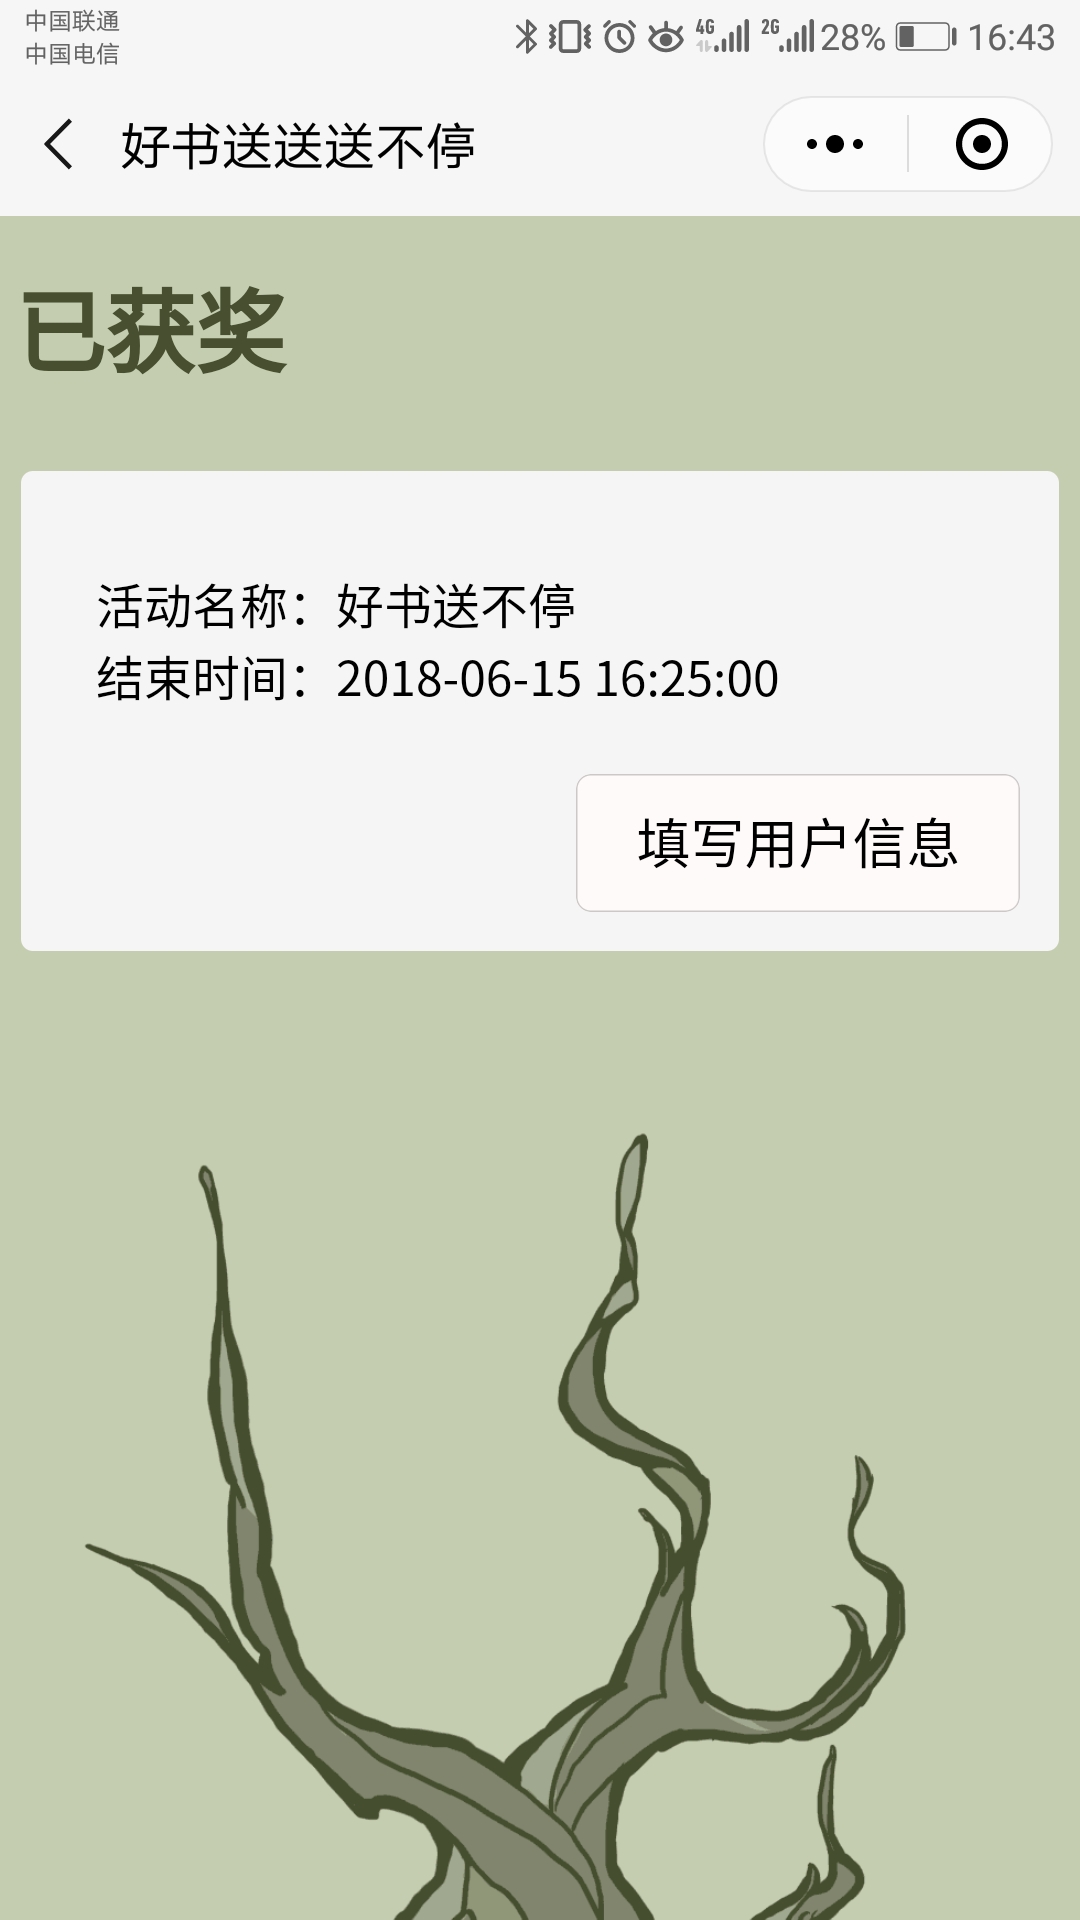 中国联通
中国电信
4G 2G 28% 16:43
好书送送送不停
已获奖
活动名称：好书送不停
结束时间：2018-06-15 16:25:00
填写用户信息